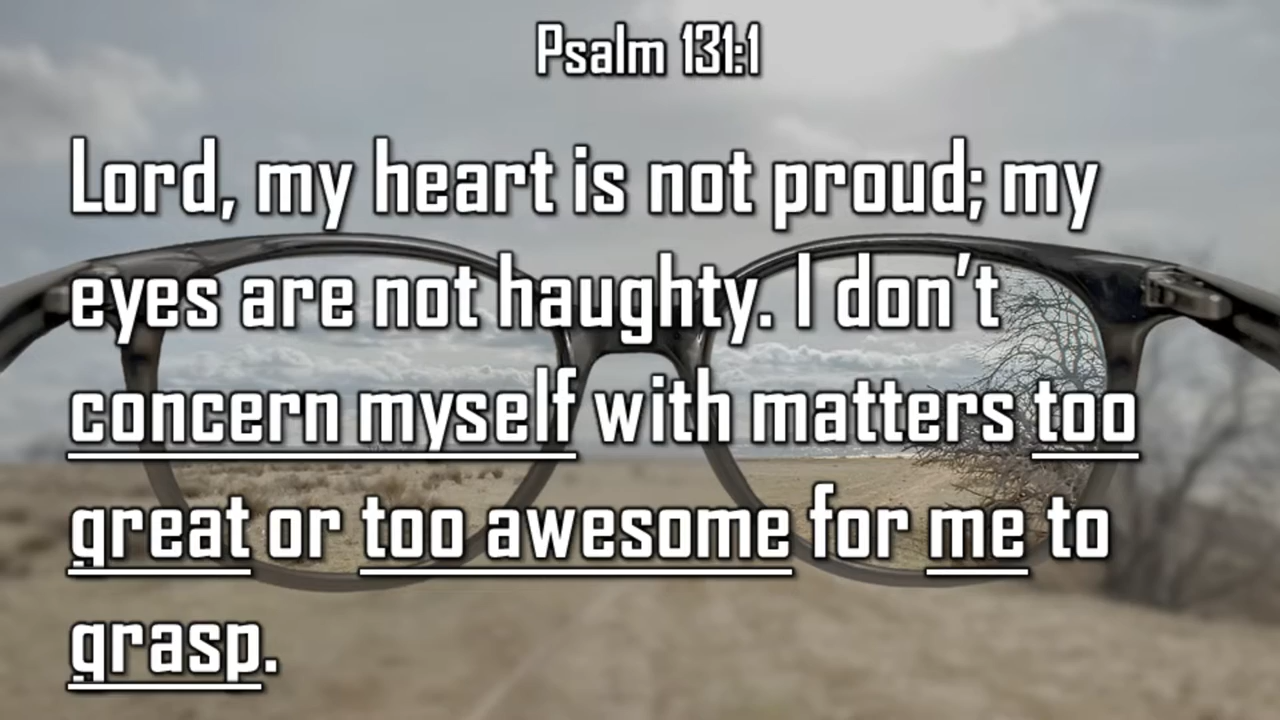 Psalm 131:1
Lord, my heart is not proud; my
eyes are not haughty. I don’t
concern myself with matters too
great or too awesome for me to
grasp.